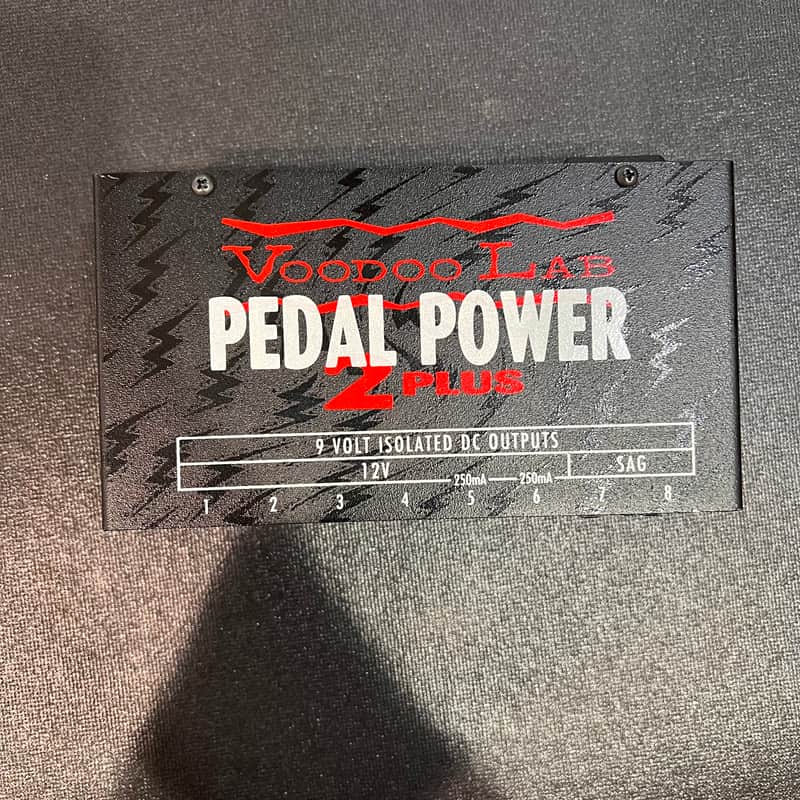 VOODOO LAB
PEDAL POWER
2 PLUS
9 VOLT ISOLATED DC OUTPUTS
12V 250mA 250mA SAG
1 2 3 4 5 6 7 8